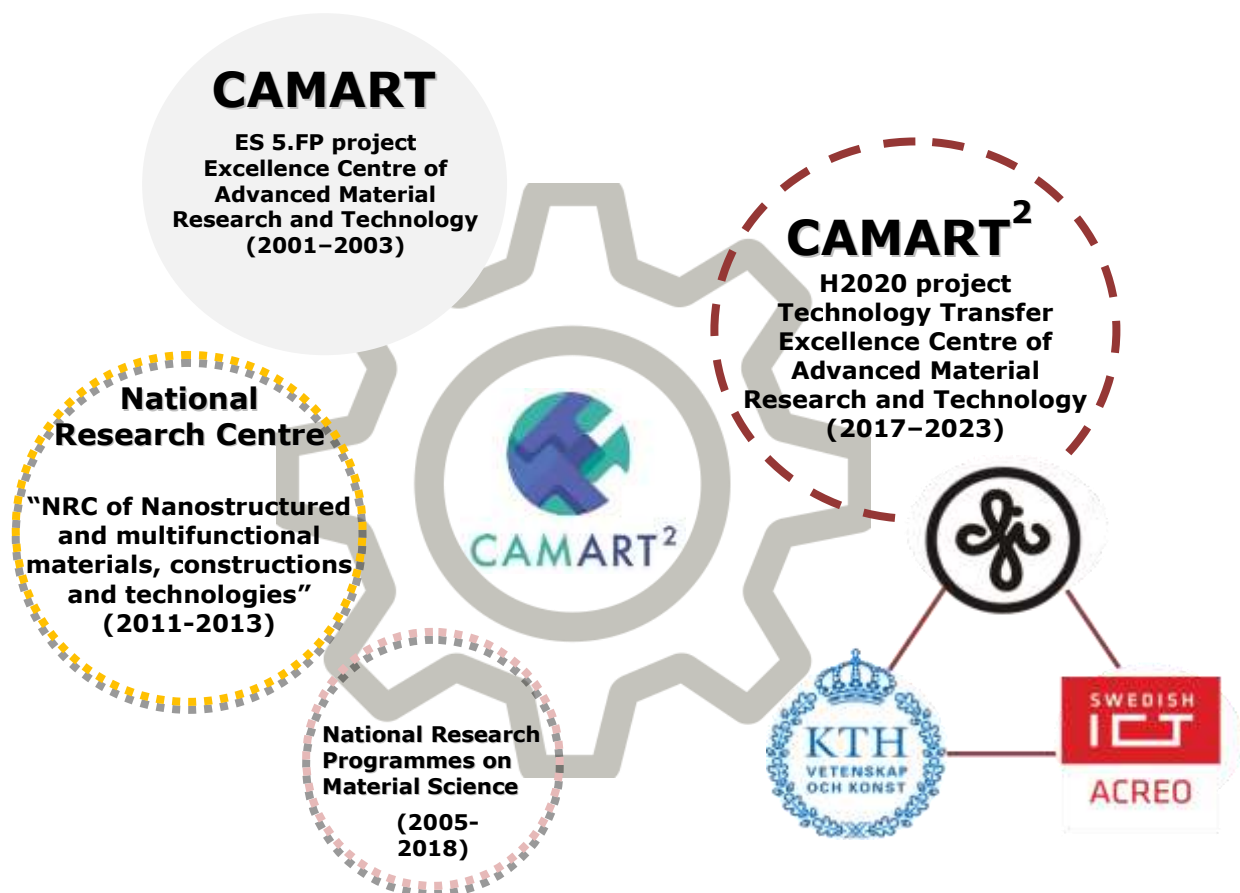 CAMART
ES 5.FP project
Excellence Centre of
Advanced Material
Research and Technology
(2001–2003)
CAMART²
H2020 project
Technology Transfer
Excellence Centre of
Advanced Material
Research and Technology
(2017–2023)
National
Research Centre
“NRC of Nanostructured
and multifunctional
materials, constructions
and technologies”
(2011-2013)
CAMART²
National Research
Programmes on
Material Science
(2005-
2018)
KTH
VETENSKAP
OCH KONST
SWEDISH
ICT
ACREO